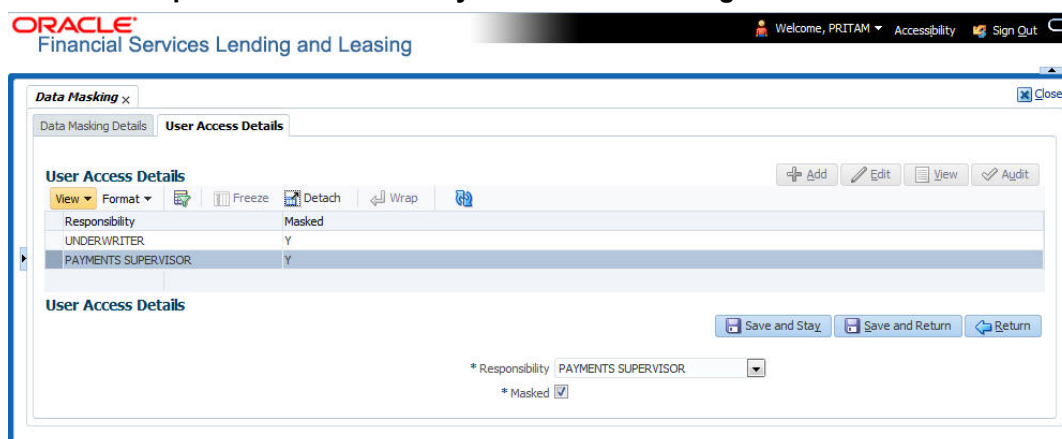 ORACLE
Welcome, PRITAM Accessibility Sign Out
Financial Services Lending and Leasing
Data Masking Close
Data Masking Details User Access Details
User Access Details
Add Edit View Audit
View Format Freeze Detach Wrap
Responsibility Masked
UNDERWRITER Y
PAYMENTS SUPERVISOR Y
User Access Details
Save and Stay Save and Return Return
* Responsibility PAYMENTS SUPERVISOR
* Masked